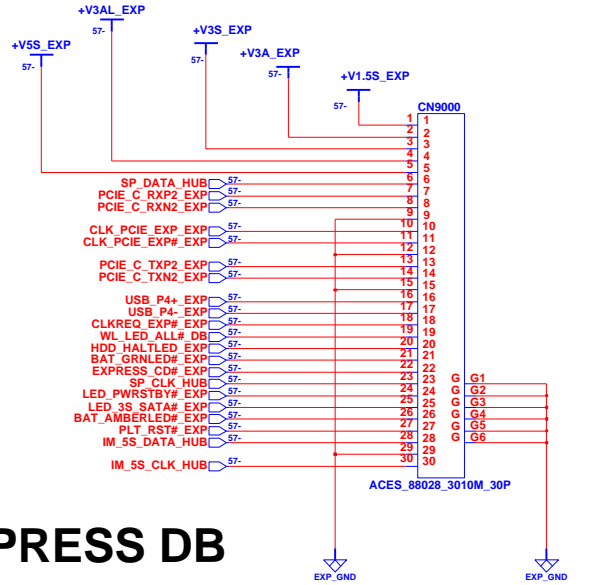 +V3AL_EXP
57-
+V5S_EXP
57-
+V3S_EXP
57-
+V3A_EXP
57-
+V1.5S_EXP
57-
CN9000
1 1
2 2
3 3
4 4
5 5
SP_DATA_HUB 57- 6 6
PCIE_C_RXP2_EXP 57- 7 7
PCIE_C_RXN2_EXP 57- 8 8
9 9
CLK_PCIE_EXP_EXP 57- 10 10
CLK_PCIE_EXP#_EXP 57- 11 11
12 12
PCIE_C_TXP2_EXP 57- 13 13
PCIE_C_TXN2_EXP 57- 14 14
15 15
USB_P4+_EXP 57- 16 16
USB_P4-_EXP 57- 17 17
CLKREQ_EXP#_EXP 57- 18 18
WL_LED_ALL#_DB 57- 19 19
HDD_HALTLED_EXP 57- 20 20
BAT_GRNLED#_EXP 57- 21 21
EXPRESS_CD#_EXP 57- 22 22
SP_CLK_HUB 57- 23 23 G G1
LED_PWRSTBY#_EXP 57- 24 24 G G2
LED_3S_SATA#_EXP 57- 25 25 G G3
BAT_AMBERLED#_EXP 57- 26 26 G G4
PLT_RST#_EXP 57- 27 27 G G5
IM_5S_DATA_HUB 57- 28 28 G G6
29 29
IM_5S_CLK_HUB 57- 30 30
ACES_88028_3010M_30P
PRESS DB
EXP_GND
EXP_GND